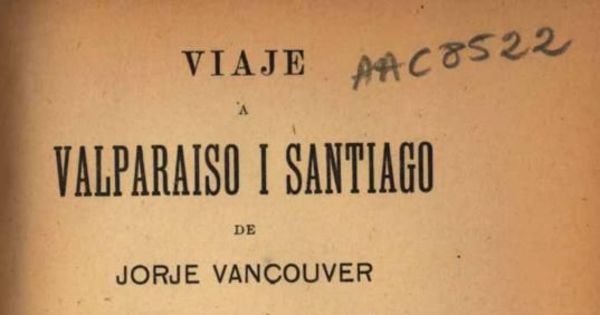 VIAJE
AAC8522
A
VALPARAISO I SANTIAGO
DE
JORJE VANCOUVER